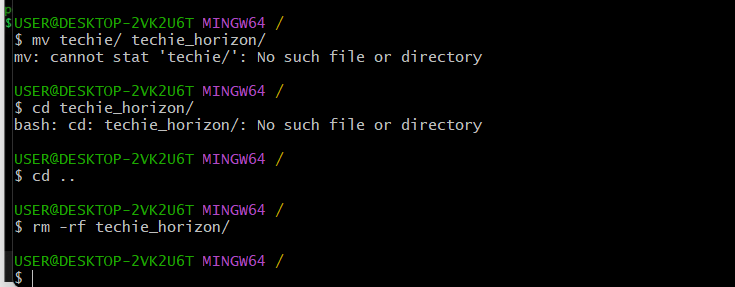 p
$USER@DESKTOP-2VK2U6T MINGW64 /
$ mv techie/ techie_horizon/
mv: cannot stat 'techie/': No such file or directory
USER@DESKTOP-2VK2U6T MINGW64 /
$ cd techie_horizon/
bash: cd: techie_horizon/: No such file or directory
USER@DESKTOP-2VK2U6T MINGW64 /
$ cd ..
USER@DESKTOP-2VK2U6T MINGW64 /
$ rm -rf techie_horizon/
USER@DESKTOP-2VK2U6T MINGW64 /
$